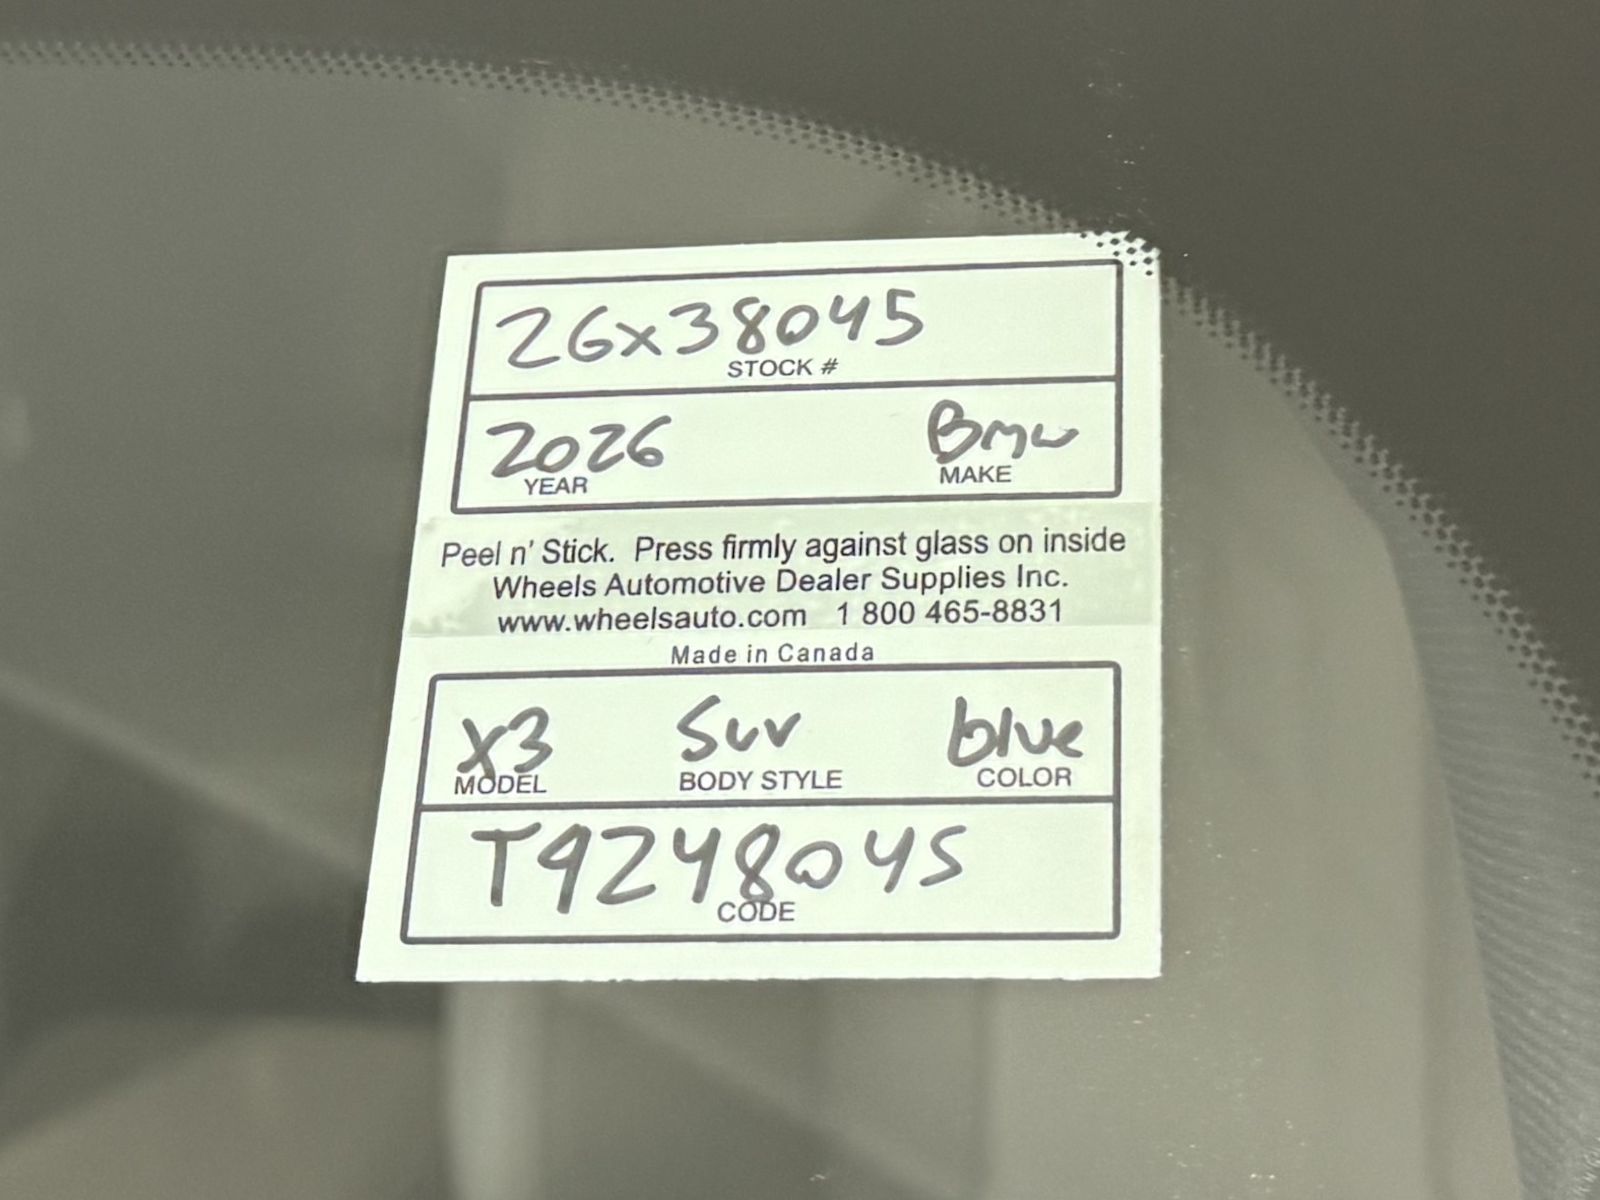 26x38045
STOCK #
2026 Bmw
YEAR MAKE
Peel n' Stick. Press firmly against glass on inside
Wheels Automotive Dealer Supplies Inc.
www.wheelsauto.com 1 800 465-8831
Made in Canada
X3 Suv blue
MODEL BODY STYLE COLOR
T9248045
CODE